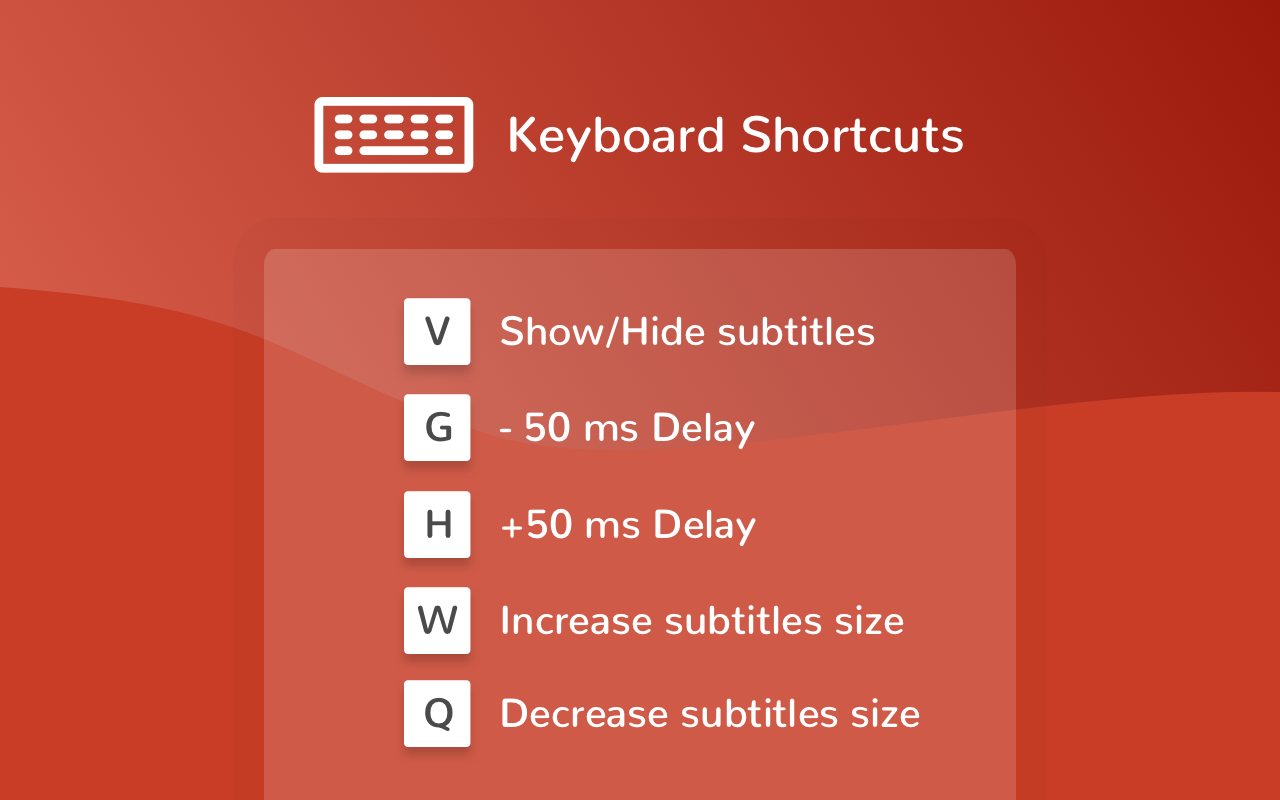 Keyboard Shortcuts
V Show/Hide subtitles
G - 50 ms Delay
H +50 ms Delay
W Increase subtitles size
Q Decrease subtitles size